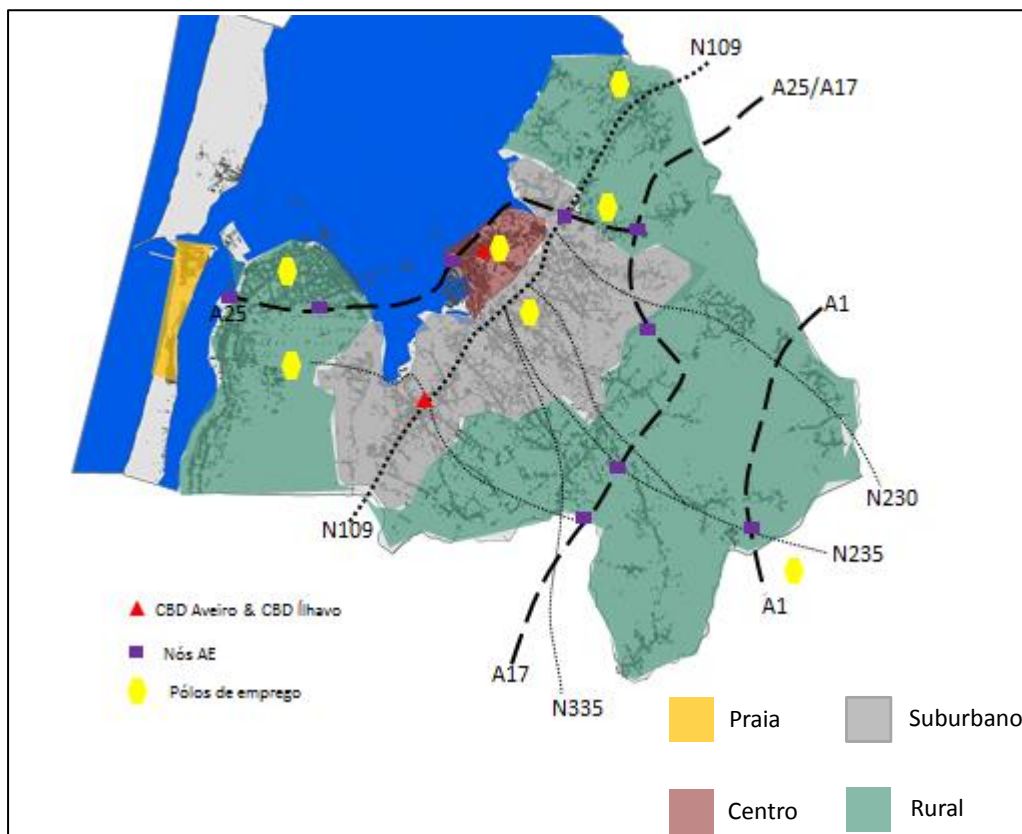 N109
A25/A17
A25
A1
N230
N109
N235
A1
A17
N335
CBD Aveiro & CBD Ílhavo
Nós AE
Pólos de emprego
Praia
Suburbano
Centro
Rural